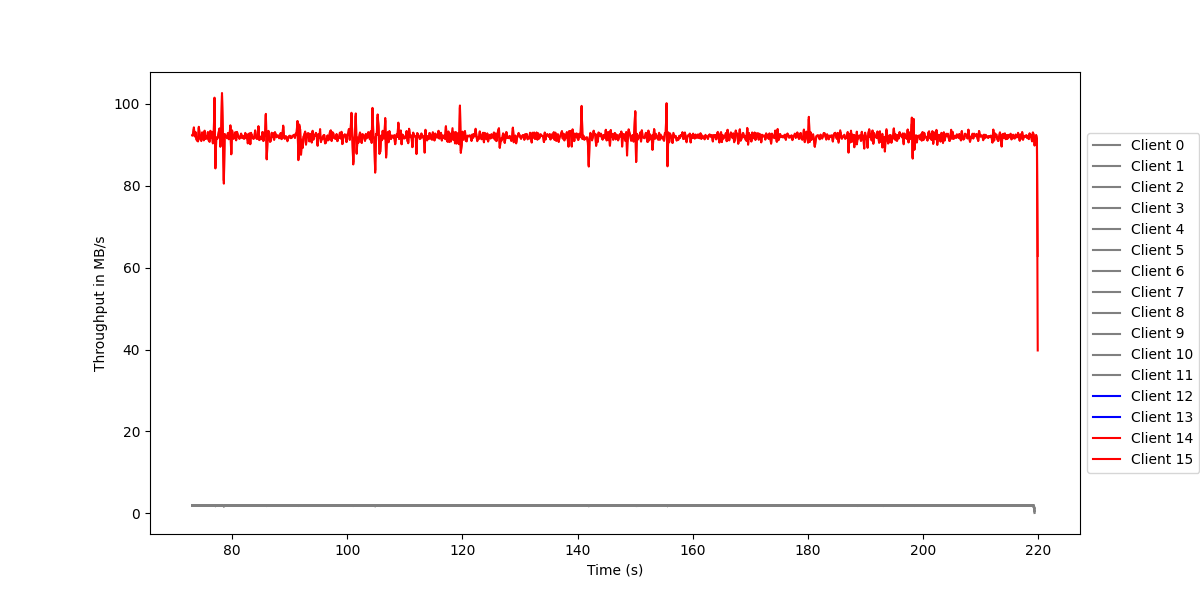 100
80
60
40
20
0
Throughput in MB/s
80 100 120 140 160 180 200 220
Time (s)
Client 0
Client 1
Client 2
Client 3
Client 4
Client 5
Client 6
Client 7
Client 8
Client 9
Client 10
Client 11
Client 12
Client 13
Client 14
Client 15